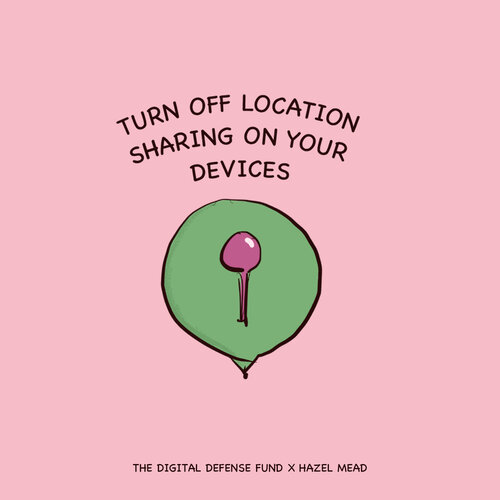 TURN OFF LOCATION
SHARING ON YOUR
DEVICES
THE DIGITAL DEFENSE FUND X HAZEL MEAD